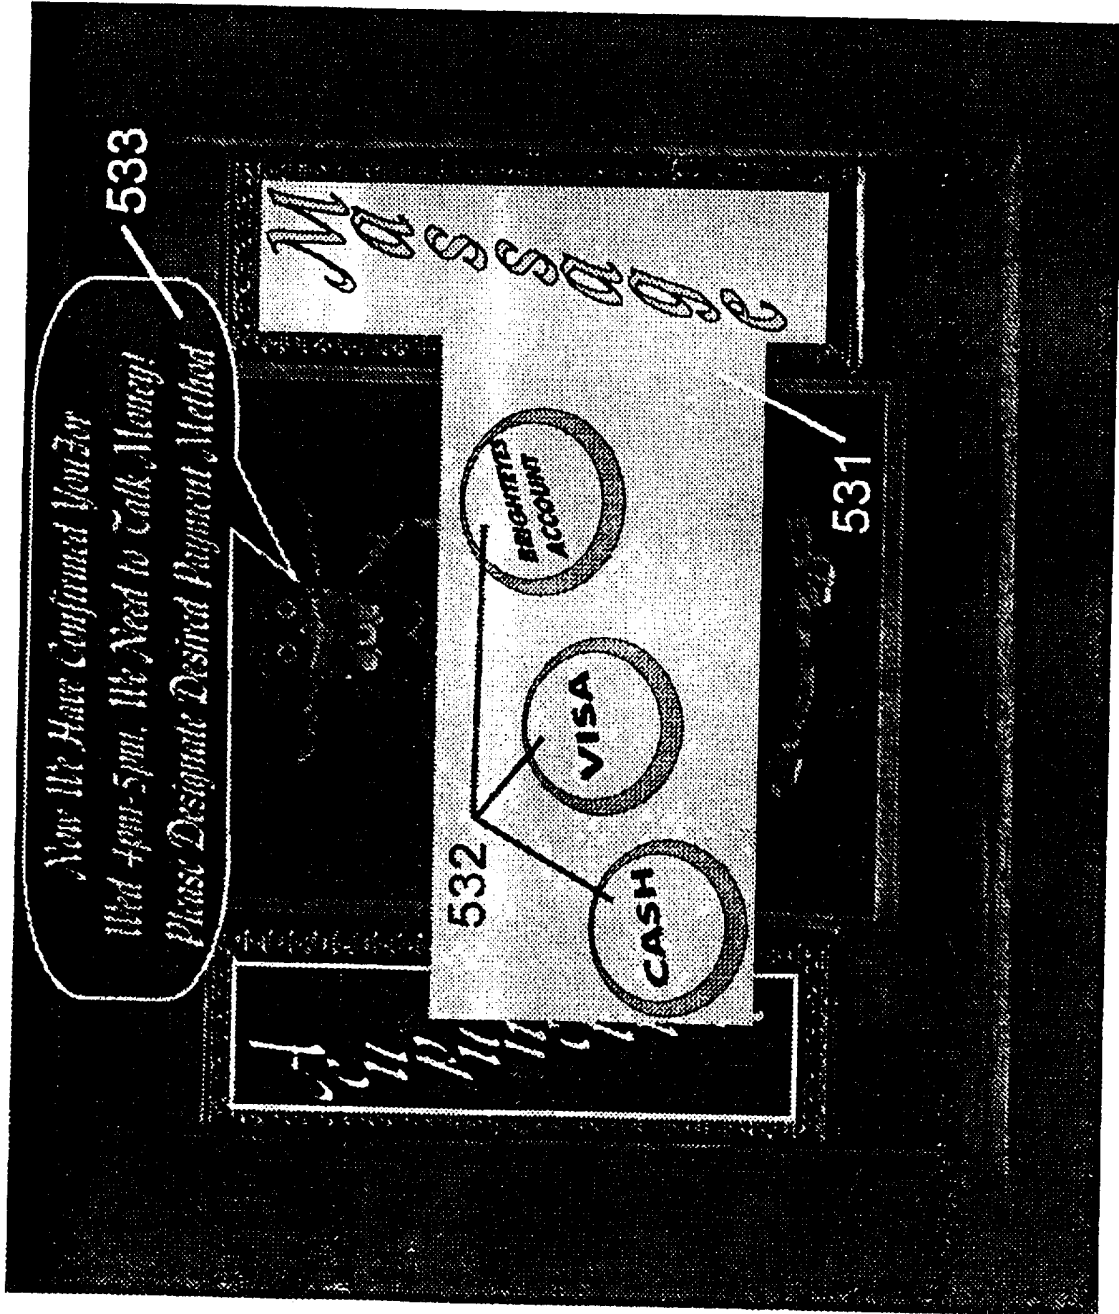 Now We Have Confirmed You For
Wed 4pm-5pm, We Need to Talk Money!
Please Designate Desired Payment Method
533
Massage
BRIGHTEYES
ACCOUNT
VISA
CASH
532
531